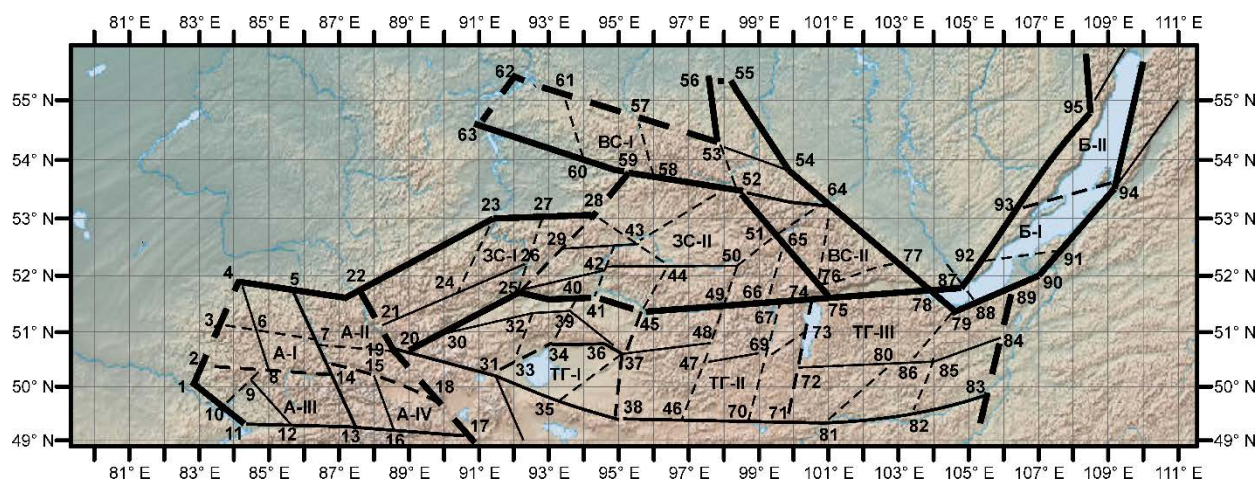 81° E 83° E 85° E 87° E 89° E 91° E 93° E 95° E 97° E 99° E 101° E 103° E 105° E 107° E 109° E 111° E
62 61 56 55
55° N 57 95 55° N
63 ВС-I Б-II
54° N 60 59 58 53 54 54° N
52 64 93 94
53° N 23 27 28 53° N
29 43 ЗС-II 51 65 Б-I
ЗС-I 26 50 ВС-II 77 92 91
52° N 4 5 22 24 42 44 76 87 90 52° N
25 40 49 66 74 75 78 79 88 89
3 6 21 41 45 67
51° N 7 А-II 20 30 32 39 48 73 ТГ-III 84 51° N
2 А-I 19 34 36 37 69 80 85
8 14 15 31 33 ТГ-I 47 72 86
50° N 1 9 18 ТГ-II 83 50° N
10 А-III А-IV 35 38 46 70 71 82
49° N 11 12 13 16 17 81 49° N
81° E 83° E 85° E 87° E 89° E 91° E 93° E 95° E 97° E 99° E 101° E 103° E 105° E 107° E 109° E 111° E